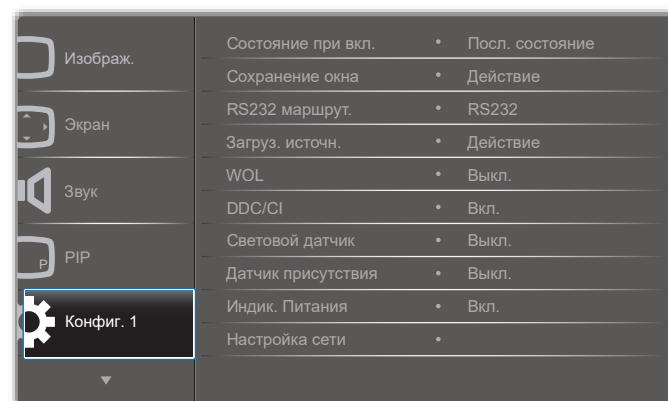 Изображ.
Экран
Звук
PIP
P
Конфиг. 1
Состояние при вкл. • Посл. состояние
Сохранение окна • Действие
RS232 маршрут. • RS232
Загруз. источн. • Действие
WOL • Выкл.
DDC/CI • Вкл.
Световой датчик • Выкл.
Датчик присутствия • Выкл.
Индик. Питания • Вкл.
Настройка сети •